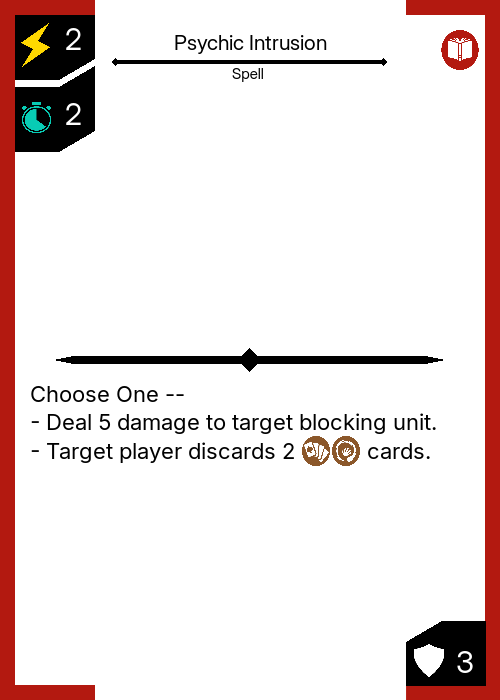 2
Psychic Intrusion
Spell
2
Choose One --
- Deal 5 damage to target blocking unit.
- Target player discards 2 cards.
3